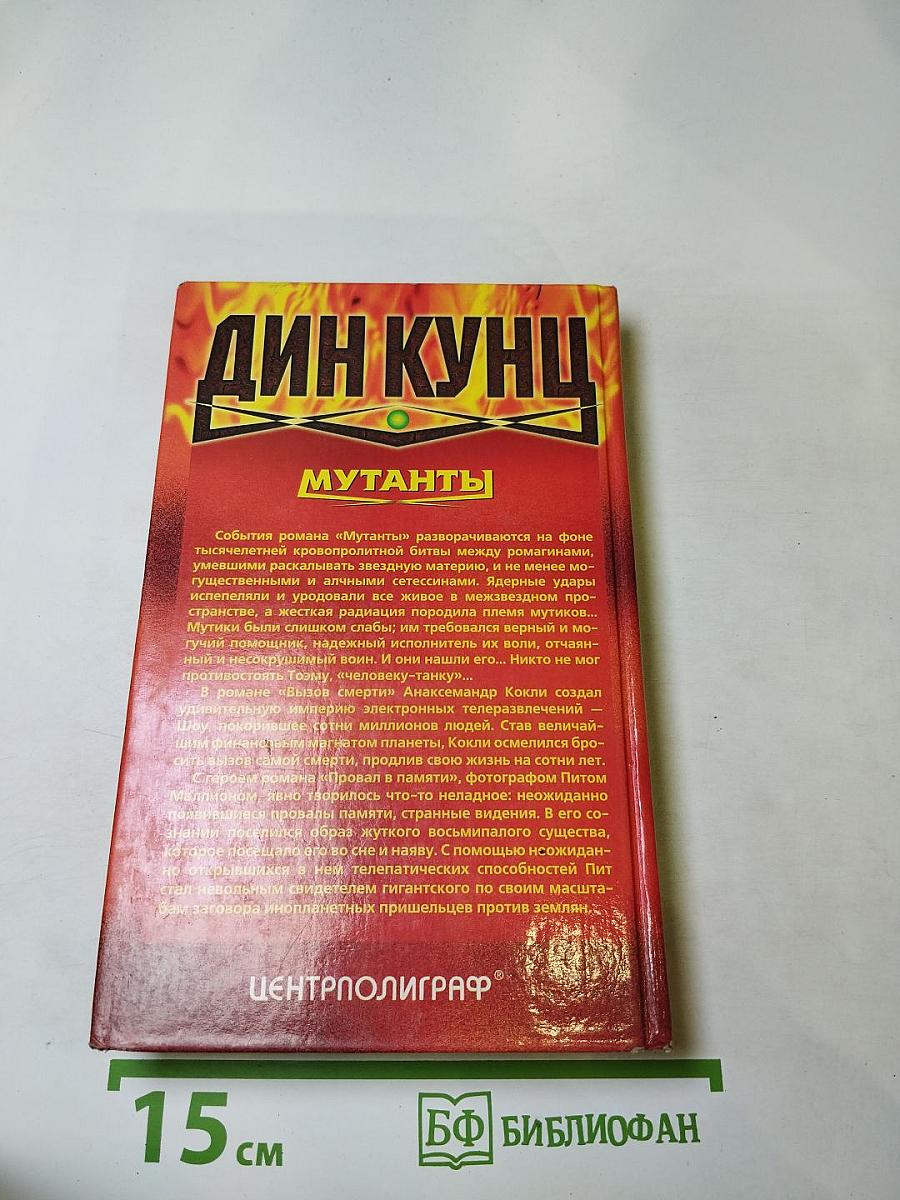 ДИН КУНЦ
МУТАНТЫ
События романа «Мутанты» разворачиваются на фоне
тысячелетней кровопролитной битвы между ромагинами,
умевшими раскалывать звездную материю, и не менее мо-
гущественными и алчными сетессинами. Ядерные удары
испепеляли и уродовали все живое в межзвездном про-
странстве, а жесткая радиация породила племя мутиков...
Мутики были слишком слабы; им требовался верный и мо-
гучий помощник, надежный исполнитель их воли, отчаян-
ный и несокрушимый воин. И они нашли его... Никто не мог
противостоять Тоэму, «человеку-танку»...
В романе «Вызов смерти» Анаксемандр Кокли создал
удивительную империю электронных телеразвлечений —
Шоу, покорившее сотни миллионов людей. Став величай-
шим финансовым магнатом планеты, Кокли осмелился бро-
сить вызов самой смерти, продлив свою жизнь на сотни лет.
С героем романа «Провал в памяти», фотографом Питом
Маллионом, явно творилось что-то неладное: неожиданно
появившиеся провалы памяти, странные видения. В его со-
знании поселился образ жуткого восьмипалого существа,
которое посещало его во сне и наяву. С помощью неожидан-
но открывшихся в нем телепатических способностей Пит
стал невольным свидетелем гигантского по своим масшта-
бам заговора инопланетных пришельцев против землян...
ЦЕНТРПОЛИГРАФ®
15 см
БФ БИБЛИОФАН